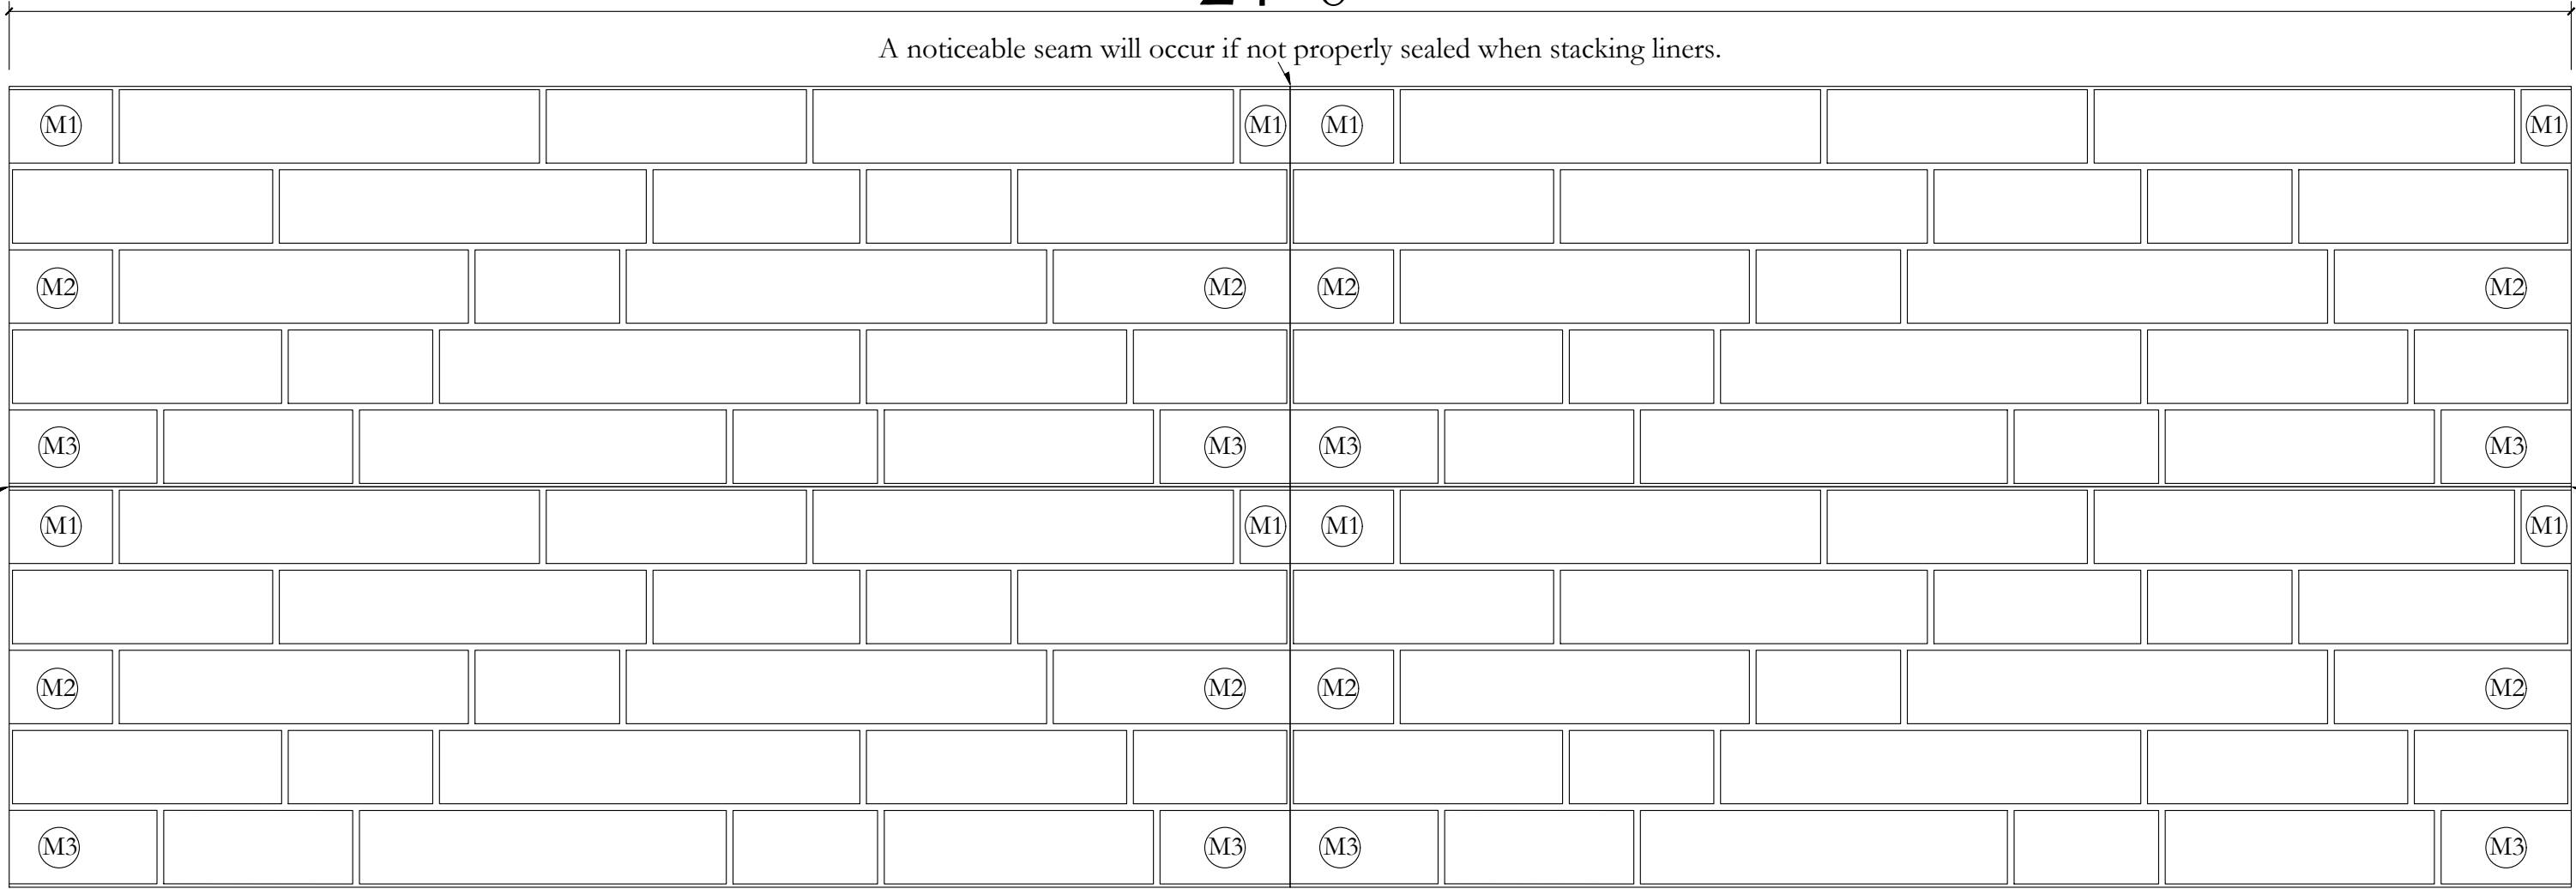 A noticeable seam will occur if not properly sealed when stacking liners.
M1 M1 M1 M1
M2 M2 M2 M2
M3 M3 M3 M3
M1 M1 M1 M1
M2 M2 M2 M2
M3 M3 M3 M3